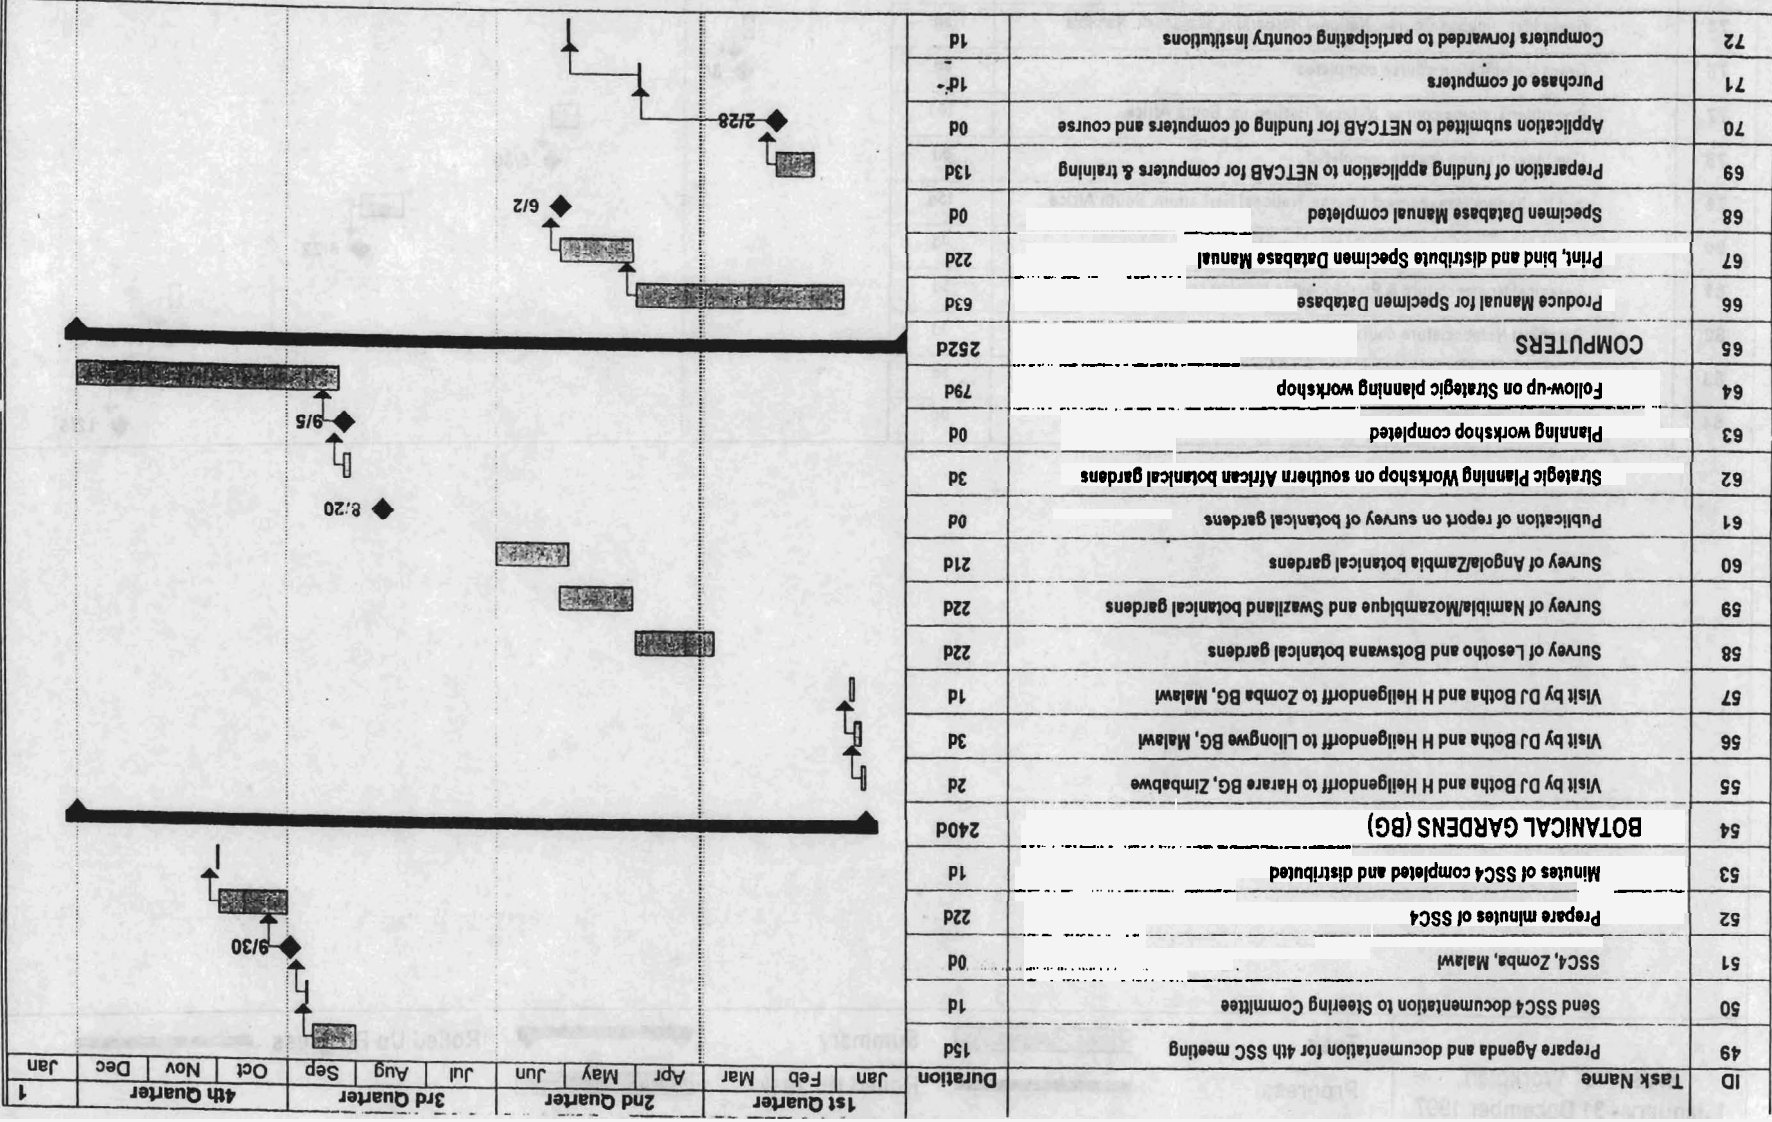 ID Task Name Duration 1st Quarter 2nd Quarter 3rd Quarter 4th Quarter 1
Jan Feb Mar Apr May Jun Jul Aug Sep Oct Nov Dec Jan
49 Prepare Agenda and documentation for 4th SSC meeting 15d
50 Send SSC4 documentation to Steering Committee 1d
51 SSC4, Zomba, Malawi 0d 9/30
52 Prepare minutes of SSC4 22d
53 Minutes of SSC4 completed and distributed 1d
54 BOTANICAL GARDENS (BG) 240d
55 Visit by DJ Botha and H Heiligendorff to Harare BG, Zimbabwe 2d
56 Visit by DJ Botha and H Heiligendorff to Lilongwe BG, Malawi 3d
57 Visit by DJ Botha and H Heiligendorff to Zomba BG, Malawi 1d
58 Survey of Lesotho and Botswana botanical gardens 22d
59 Survey of Namibia/Mozambique and Swaziland botanical gardens 22d
60 Survey of Angola/Zambia botanical gardens 21d
61 Publication of report on survey of botanical gardens 0d 8/20
62 Strategic Planning Workshop on southern African botanical gardens 3d
63 Planning workshop completed 0d 9/5
64 Follow-up on Strategic planning workshop 79d
65 COMPUTERS 252d
66 Produce Manual for Specimen Database 63d
67 Print, bind and distribute Specimen Database Manual 22d
68 Specimen Database Manual completed 0d 6/2
69 Preparation of funding application to NETCAB for computers & training 13d
70 Application submitted to NETCAB for funding of computers and course 0d 2/28
71 Purchase of computers 1d
72 Computers forwarded to participating country institutions 1d